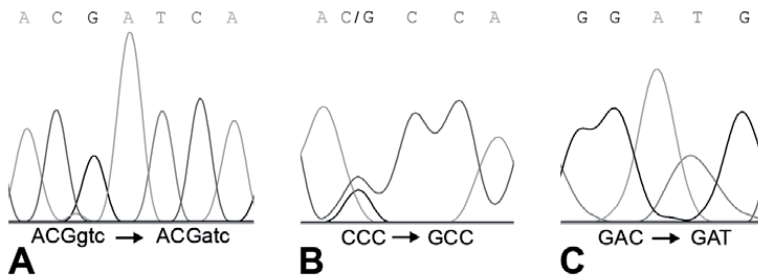 A C G A T C A
ACGgtc → ACGatc
A
A C/G C C A
CCC → GCC
B
G G A T G
GAC → GAT
C